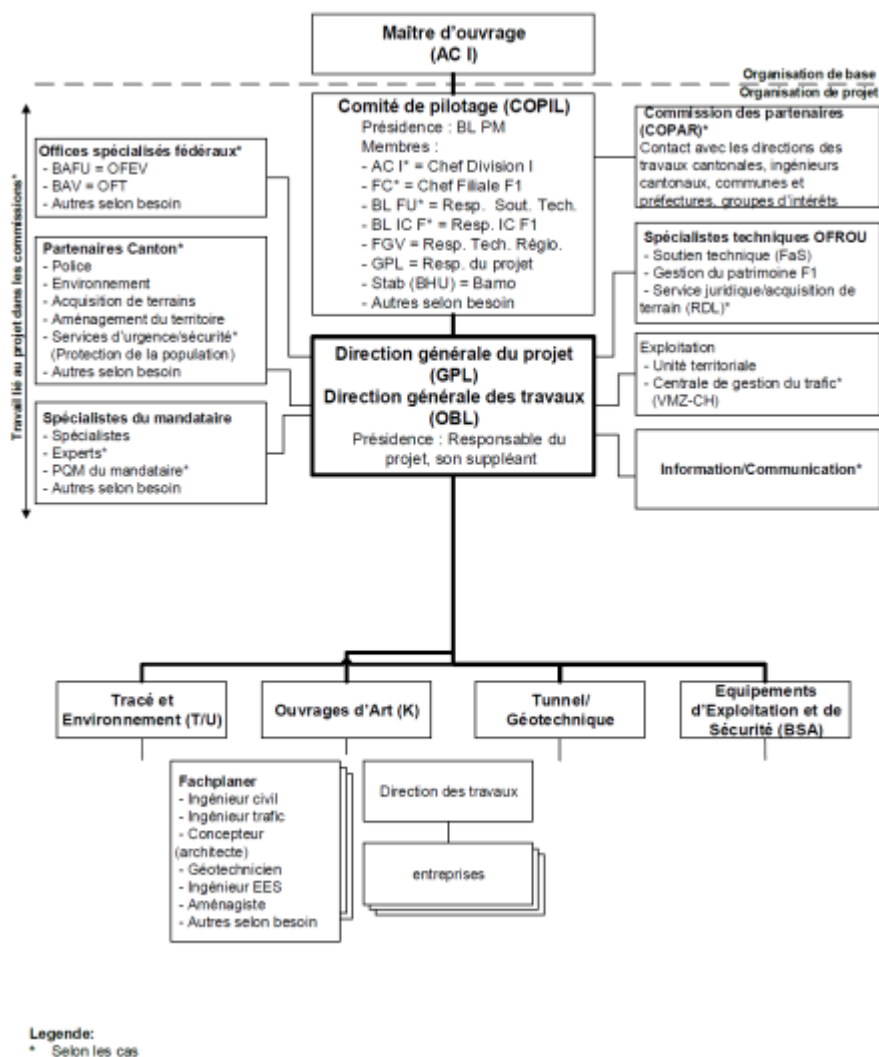 Maître d'ouvrage
(AC I)
Organisation de base
Organisation de projet
Travail lié au projet dans les commissions*
Comité de pilotage (COPIL)
Présidence : BL PM
Membres :
- AC I* = Chef Division I
- FC* = Chef Filiale F1
- BL FU* = Resp. Sout. Tech.
- BL IC F* = Resp. IC F1
- FGV = Resp. Tech. Régio.
- GPL = Resp. du projet
- Stab (BHU) = Bamo
- Autres selon besoin
Commission des partenaires
(COPAR)*
Contact avec les directions des
travaux cantonales, ingénieurs
cantonaux, communes et
préfectures, groupes d'intérêts
Offices spécialisés fédéraux*
- BAFU = OFEV
- BAV = OFT
- Autres selon besoin
Partenaires Canton*
- Police
- Environnement
- Acquisition de terrains
- Aménagement du territoire
- Services d'urgence/sécurité*
(Protection de la population)
- Autres selon besoin
Spécialistes du mandataire
- Spécialistes
- Experts*
- PQM du mandataire*
- Autres selon besoin
Direction générale du projet
(GPL)
Direction générale des travaux
(OBL)
Présidence : Responsable du
projet, son suppléant
Spécialistes techniques OFROU
- Soutien technique (FaS)
- Gestion du patrimoine F1
- Service juridique/acquisition de
terrain (RDL)*
Exploitation
- Unité territoriale
- Centrale de gestion du trafic*
(VMZ-CH)
Information/Communication*
Tracé et
Environnement (T/U)
Ouvrages d'Art (K)
Tunnel/
Géotechnique
Equipements
d'Exploitation et de
Sécurité (BSA)
Fachplaner
- Ingénieur civil
- Ingénieur trafic
- Concepteur
(architecte)
- Géotechnicien
- Ingénieur EES
- Aménagiste
- Autres selon besoin
Direction des travaux
entreprises
Legende:
* Selon les cas